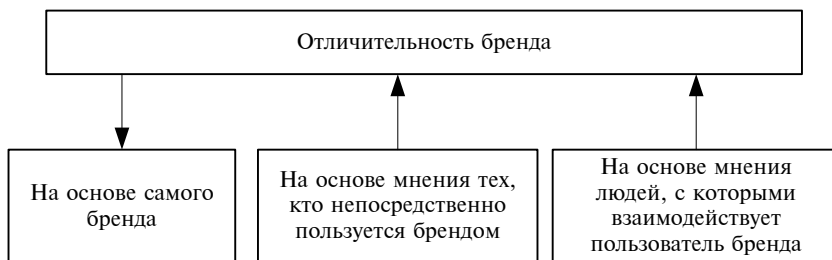 Отличительность бренда
На основе самого
бренда
На основе мнения тех,
кто непосредственно
пользуется брендом
На основе мнения
людей, с которыми
взаимодействует
пользователь бренда